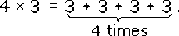 4 × 3 = 3 + 3 + 3 + 3 .
4 times